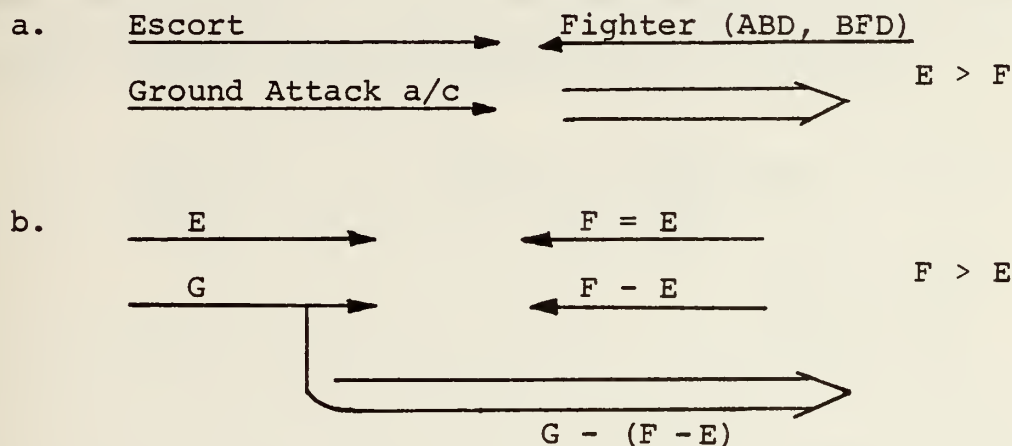 a. Escort Fighter (ABD, BFD)
Ground Attack a/c E > F
b. E F = E
G F - E F > E
G - (F -E)